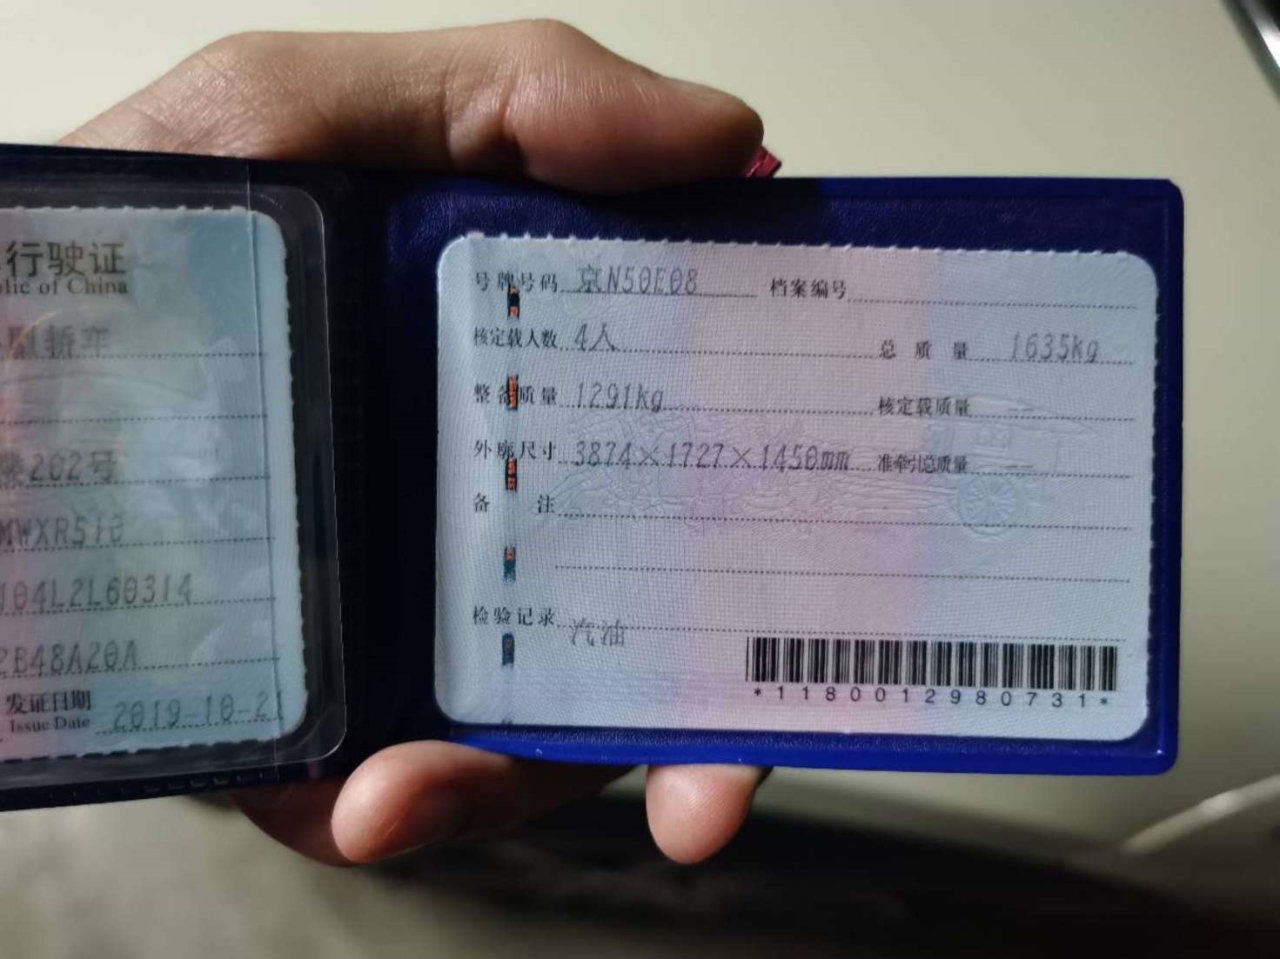 行驶证
lic of China
型轿车
202号
MWXR510
104L2L60314
2B48A20A
发证日期
Issue Date 2019-10-21
号牌号码 京N50E08 档案编号
核定载人数 4人 总质量 1635kg
整备质量 1291kg 核定载质量 --
外廓尺寸 3874×1727×1450mm 准牵引总质量 --
备注
检验记录 汽油
*1180012980731*